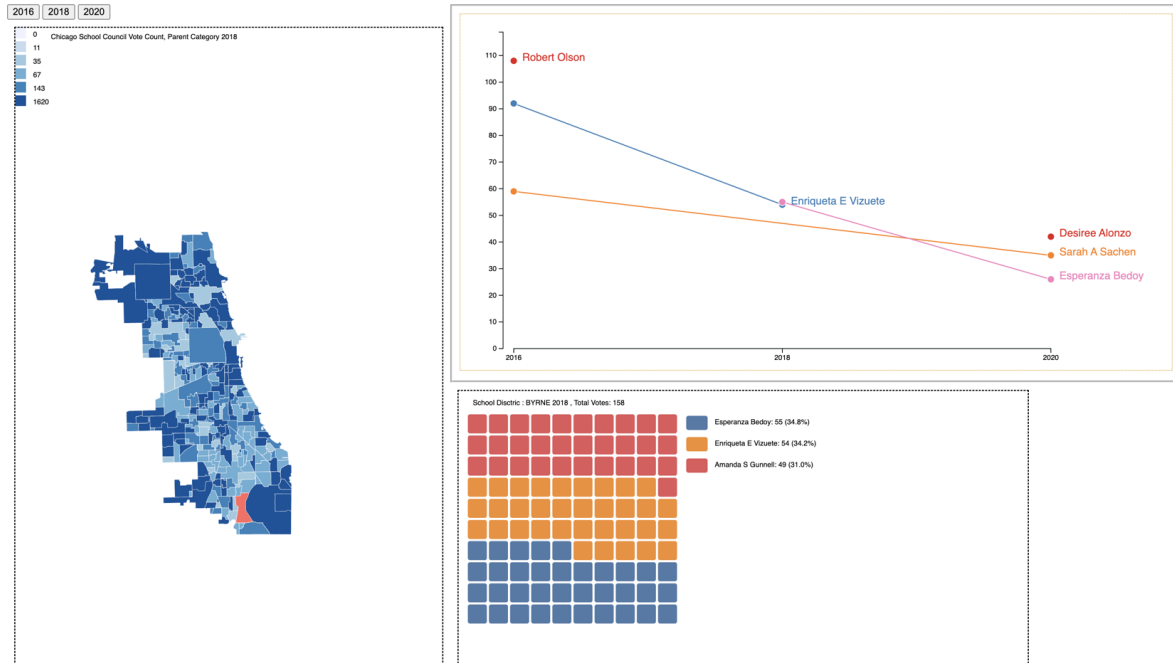 2016 2018 2020
Chicago School Council Vote Count, Parent Category 2018
0
11
35
67
143
1620
110
100
90
80
70
60
50
40
30
20
10
0
2016 2018 2020
Robert Olson
Enriqueta E Vizuete
Desiree Alonzo
Sarah A Sachen
Esperanza Bedoy
School Disctric : BYRNE 2018 , Total Votes: 158
Esperanza Bedoy: 55 (34.8%)
Enriqueta E Vizuete: 54 (34.2%)
Amanda S Gunnell: 49 (31.0%)